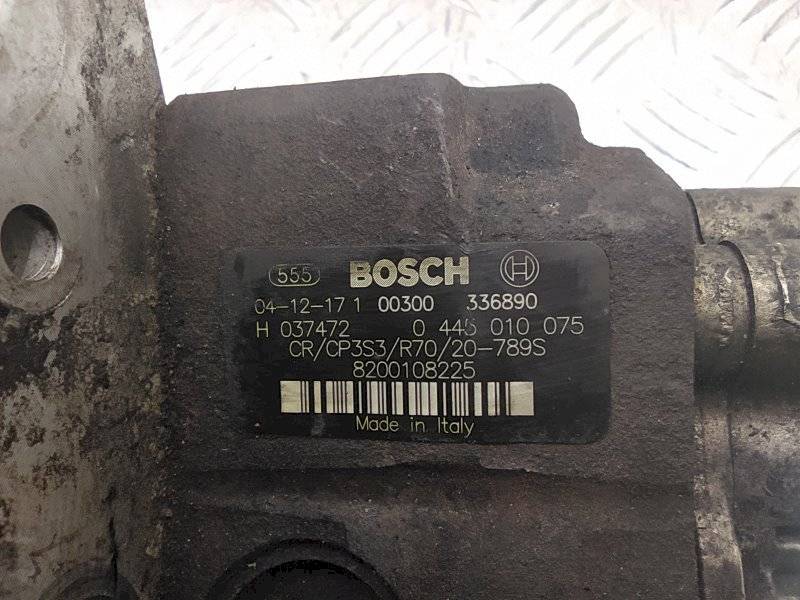 555 BOSCH H
04-12-17 1 00300 336890
H 037472 0 445 010 075
CR/CP3S3/R70/20-789S
8200108225
Made in Italy